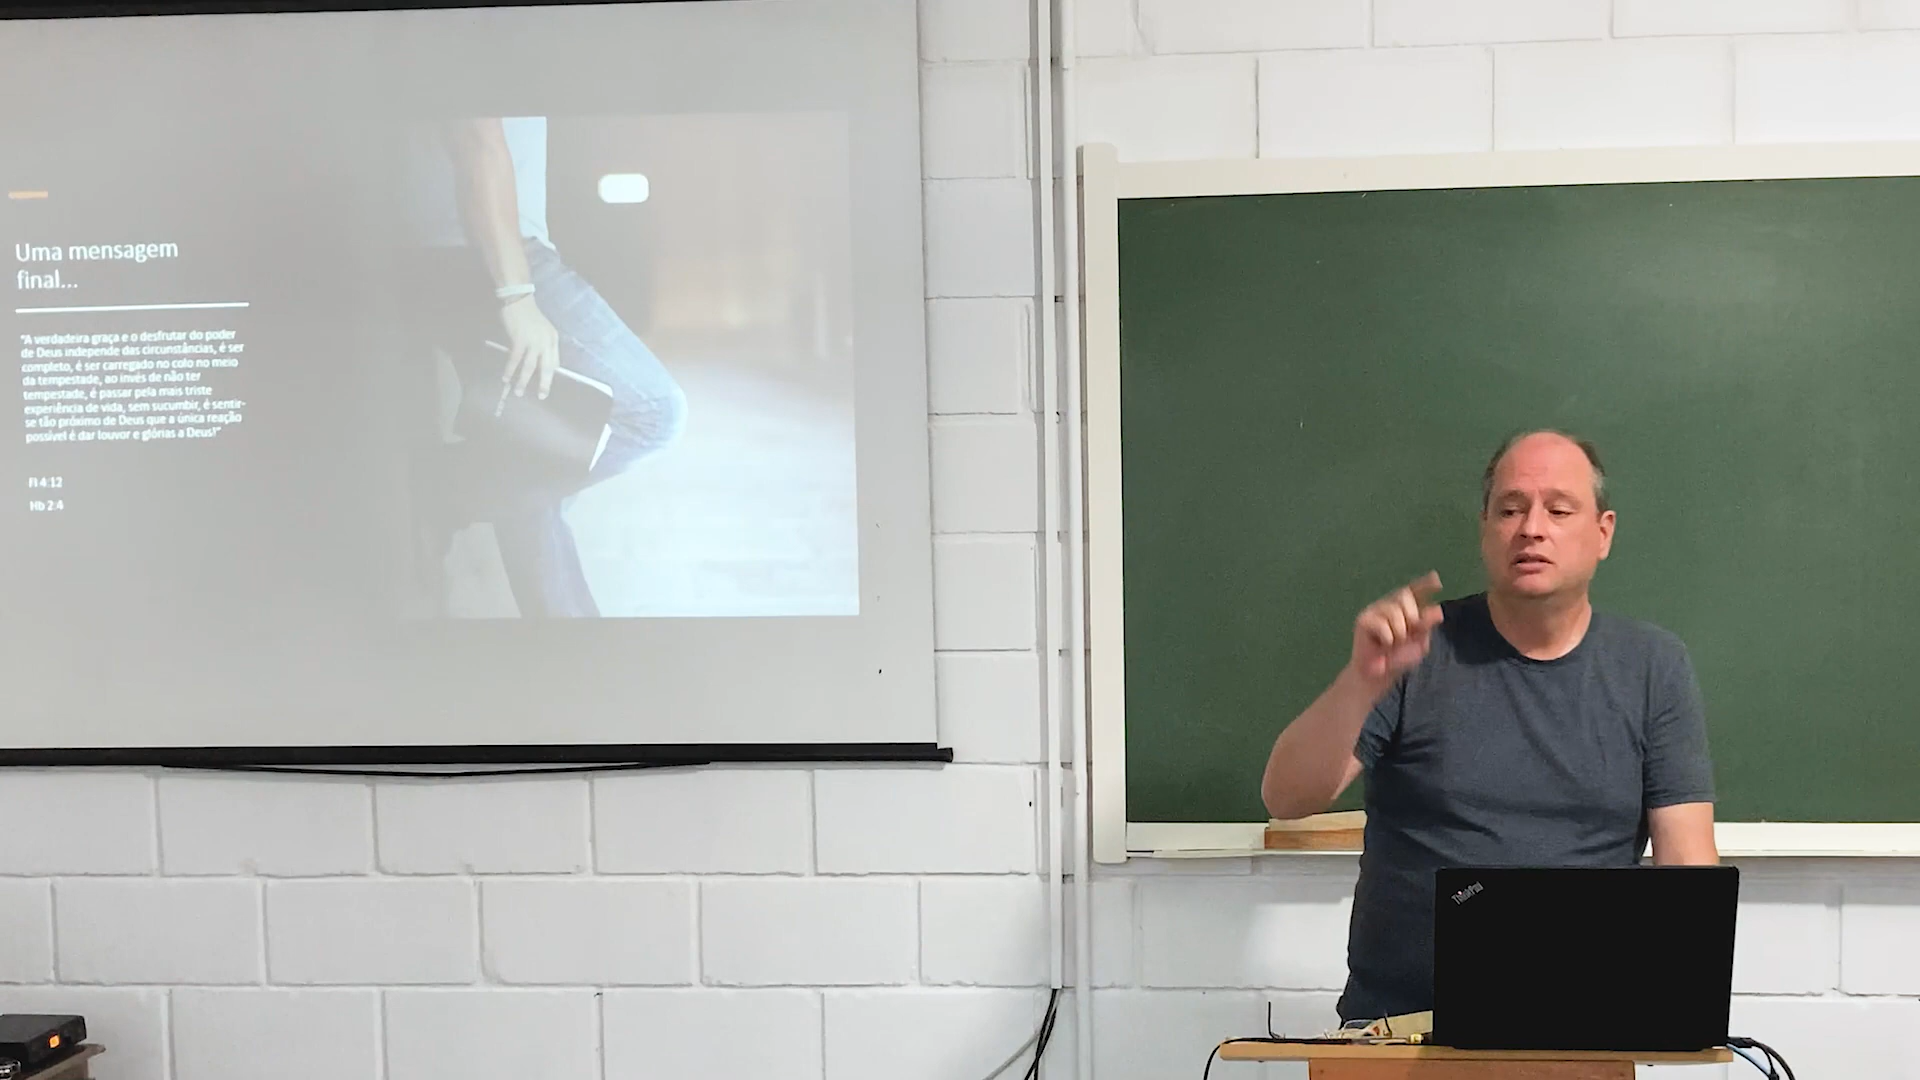 Uma mensagem
final...
"A verdadeira graça e o desfrutar do poder
de Deus independe das circunstâncias, é ser
completo, é ser carregado no colo no meio
da tempestade, ao invés de não ter
tempestade, é passar pela mais triste
experiência de vida, sem sucumbir, é sentir-
se tão próximo de Deus que a única reação
possível é dar louvor e glórias a Deus!"
Fl 4:12
Hb 2:4
ThinkPad